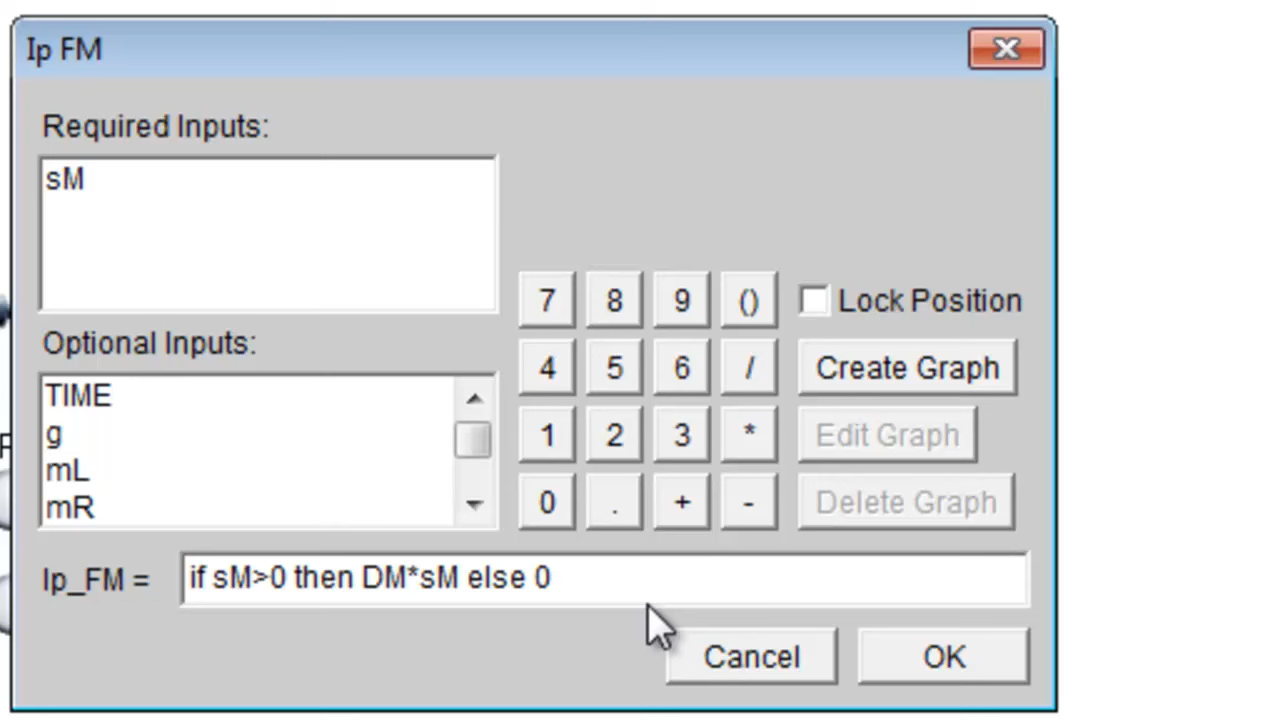 Ip FM
Required Inputs:
sM
7 8 9 () Lock Position
Optional Inputs:
4 5 6 / Create Graph
TIME
g
mL
mR
1 2 3 * Edit Graph
0 . + - Delete Graph
Ip_FM = if sM>0 then DM*sM else 0
Cancel OK